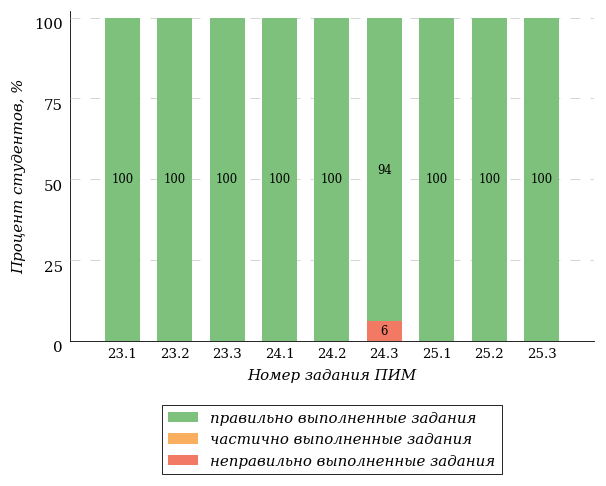 Процент студентов, %
100
75
50
25
0
100 100 100 100 100 94 100 100 100
6
23.1 23.2 23.3 24.1 24.2 24.3 25.1 25.2 25.3
Номер задания ПИМ
правильно выполненные задания
частично выполненные задания
неправильно выполненные задания